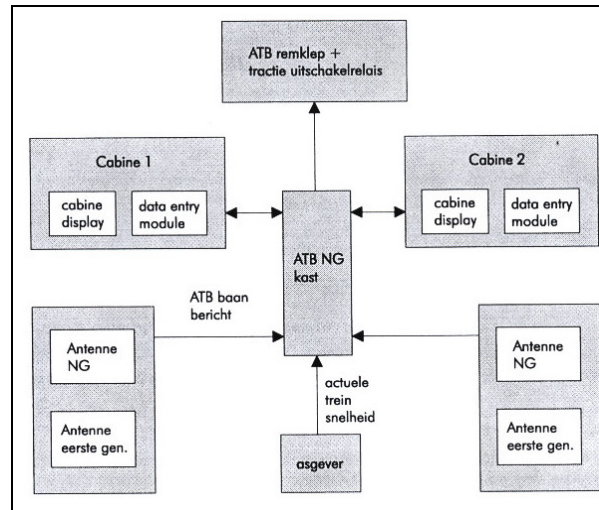 ATB remklep +
tractie uitschakelrelais
Cabine 1
cabine
display
data entry
module
Cabine 2
cabine
display
data entry
module
ATB NG
kast
ATB baan
bericht
Antenne
NG
Antenne
eerste gen.
actuele
trein
snelheid
asgever
Antenne
NG
Antenne
eerste gen.